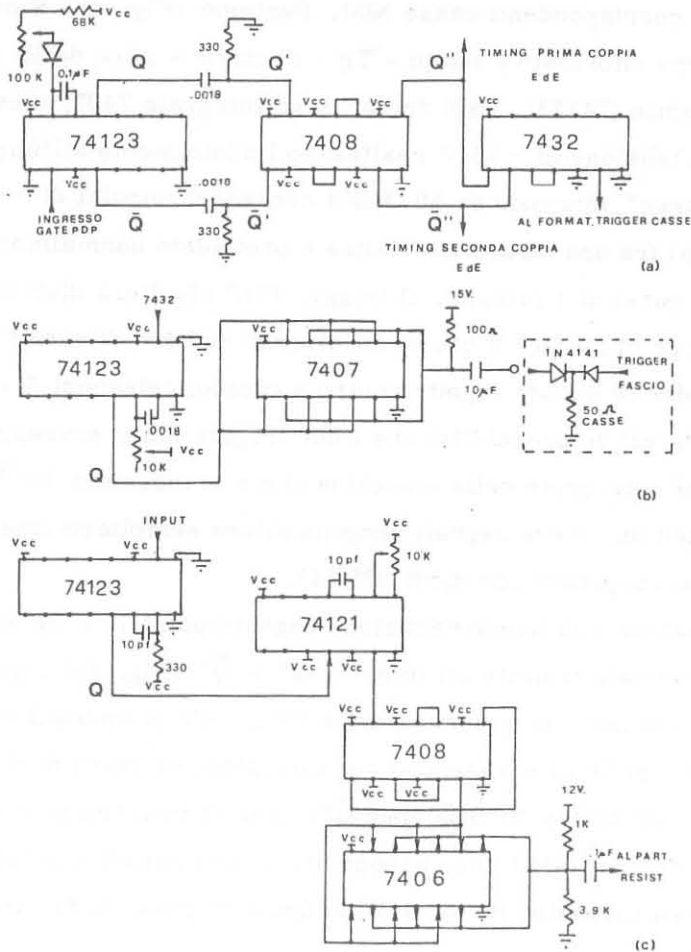 68K Vcc
100K
0.1µF
330
.0018
Q Q' Q"
TIMING PRIMA COPPIA
E d E
Vcc Vcc Vcc Vcc Vcc
74123 7408 7432
Vcc Vcc Vcc
INGRESSO
GATE PDP
Q̄ .0018 Q̄' Q̄"
330
AL FORMAT, TRIGGER CASSE
TIMING SECONDA COPPIA
E d E
(a)
7432
Vcc Vcc
74123
.0018
Vcc
10K
Q
Vcc
7407
15V.
100Ω
10µF
1N4141
TRIGGER
FASCIO
50 Ω
CASSE
(b)
INPUT
Vcc Vcc
74123
10pf
330
Vcc
Q
Vcc
10pf
10K
Vcc
74121
Vcc Vcc
Vcc Vcc Vcc
7408
Vcc Vcc
Vcc
7406
12V.
1K
.1µF
AL PART.
RESIST.
3.9K
(c)